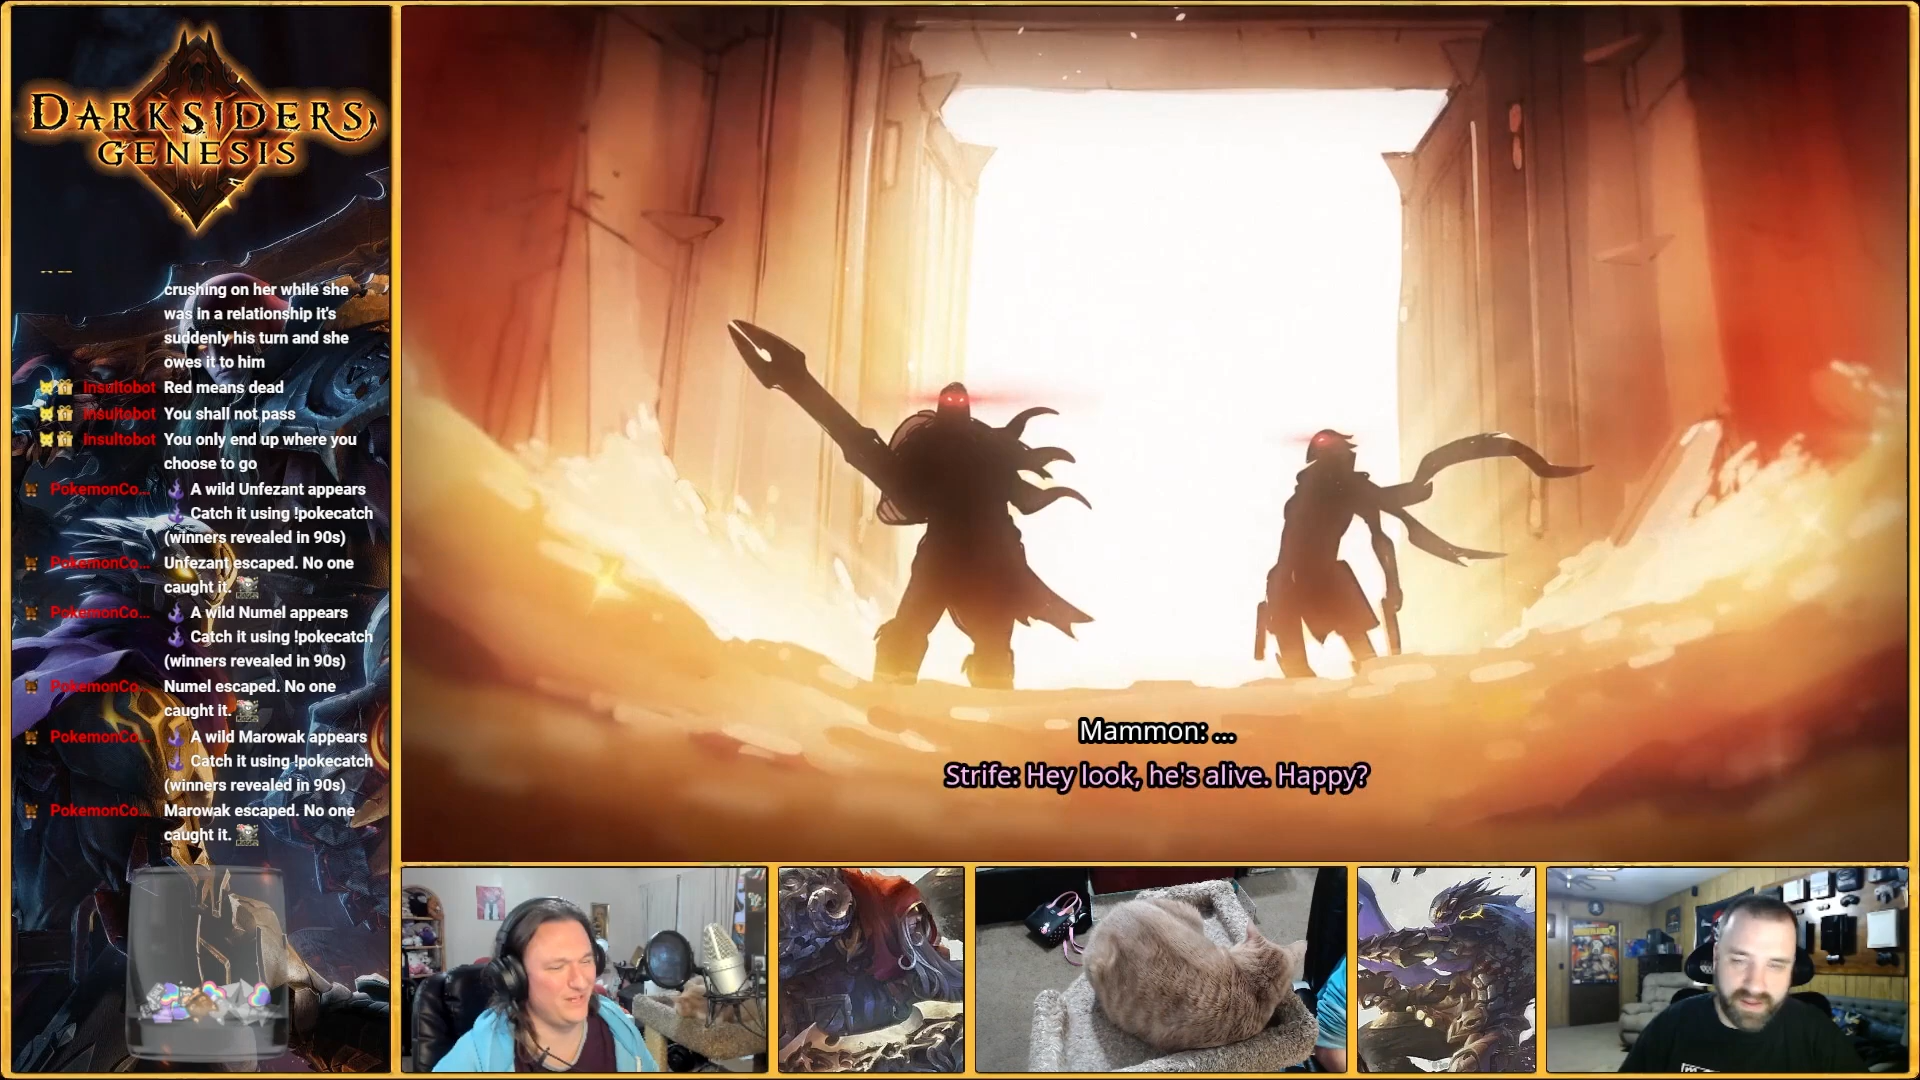 DARKSIDERS
GENESIS
crushing on her while she
was in a relationship it's
suddenly his turn and she
owes it to him
Insultobot Red means dead
Insultobot You shall not pass
Insultobot You only end up where you
choose to go
PokemonCo... A wild Unfezant appears
Catch it using !pokecatch
(winners revealed in 90s)
PokemonCo... Unfezant escaped. No one
caught it.
PokemonCo... A wild Numel appears
Catch it using !pokecatch
(winners revealed in 90s)
PokemonCo... Numel escaped. No one
caught it.
PokemonCo... A wild Marowak appears
Catch it using !pokecatch
(winners revealed in 90s)
PokemonCo... Marowak escaped. No one
caught it.
Mammon: ...
Strife: Hey look, he's alive. Happy?